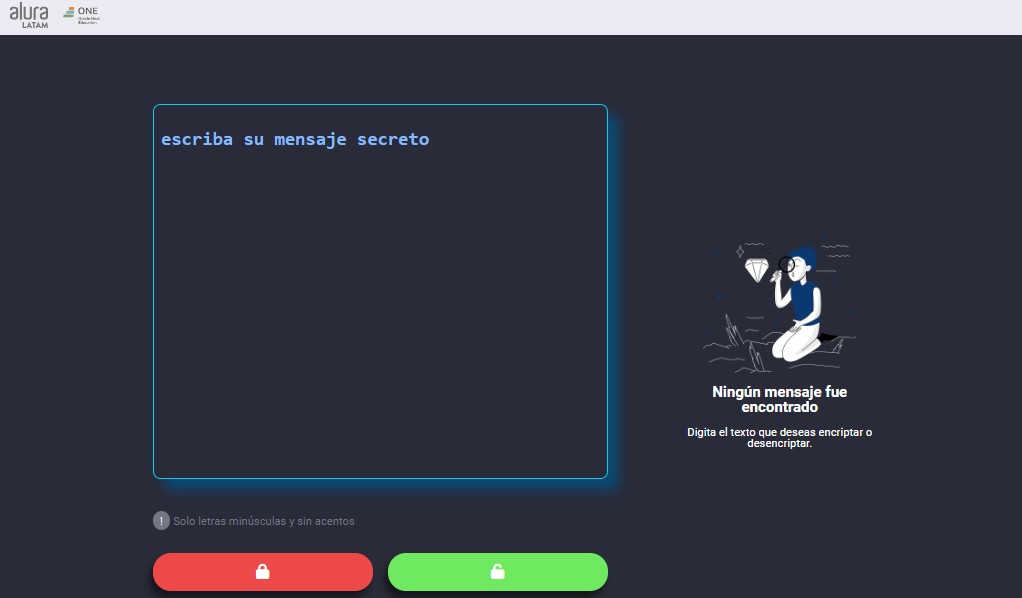 alura
LATAM
ONE
Oracle Next
Education
escriba su mensaje secreto
Ningún mensaje fue
encontrado
Digita el texto que deseas encriptar o
desencriptar.
! Solo letras minúsculas y sin acentos